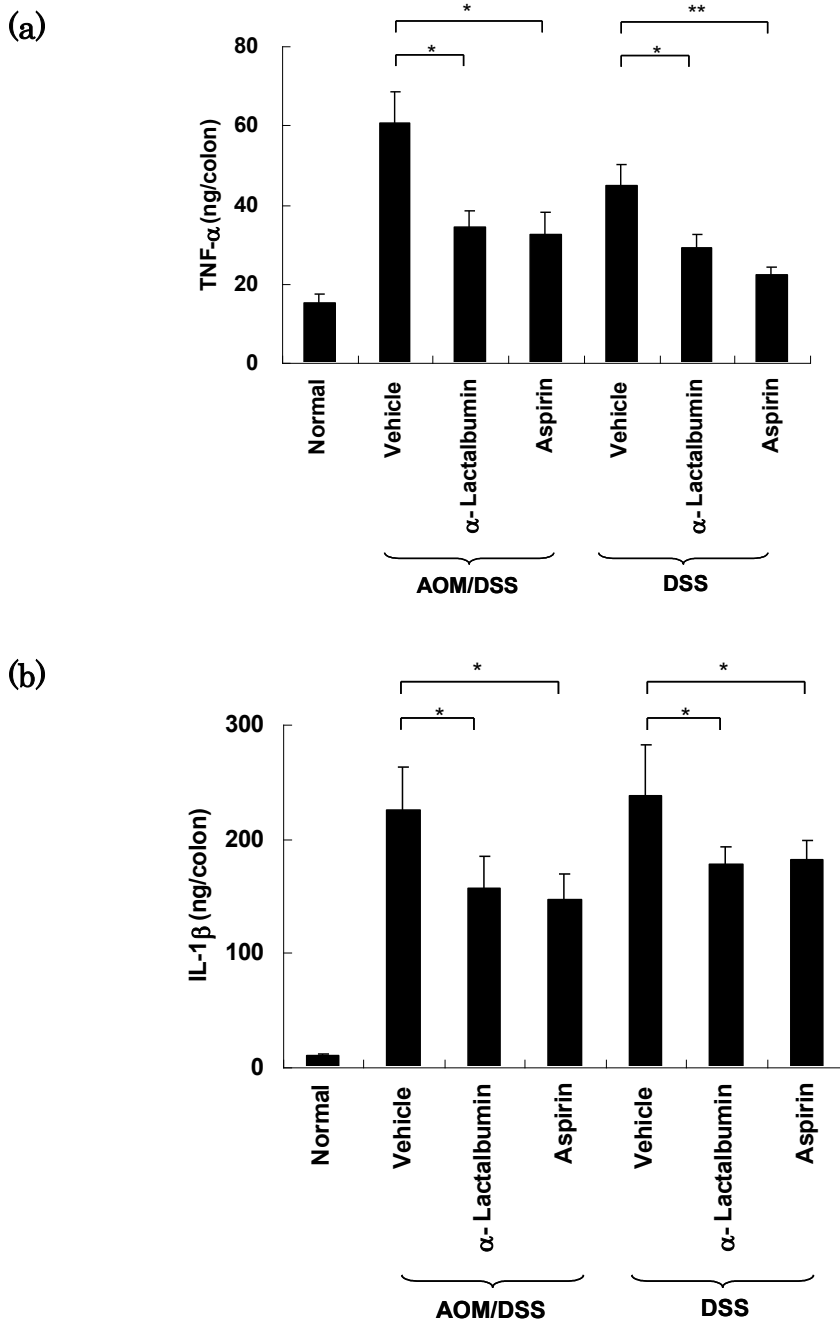 (a)
*
**
*
*
80
60
40
20
0
TNF-α (ng/colon)
Normal
Vehicle
α- Lactalbumin
Aspirin
Vehicle
α- Lactalbumin
Aspirin
AOM/DSS
DSS
(b)
*
*
*
*
300
200
100
0
IL-1β (ng/colon)
Normal
Vehicle
α- Lactalbumin
Aspirin
Vehicle
α- Lactalbumin
Aspirin
AOM/DSS
DSS